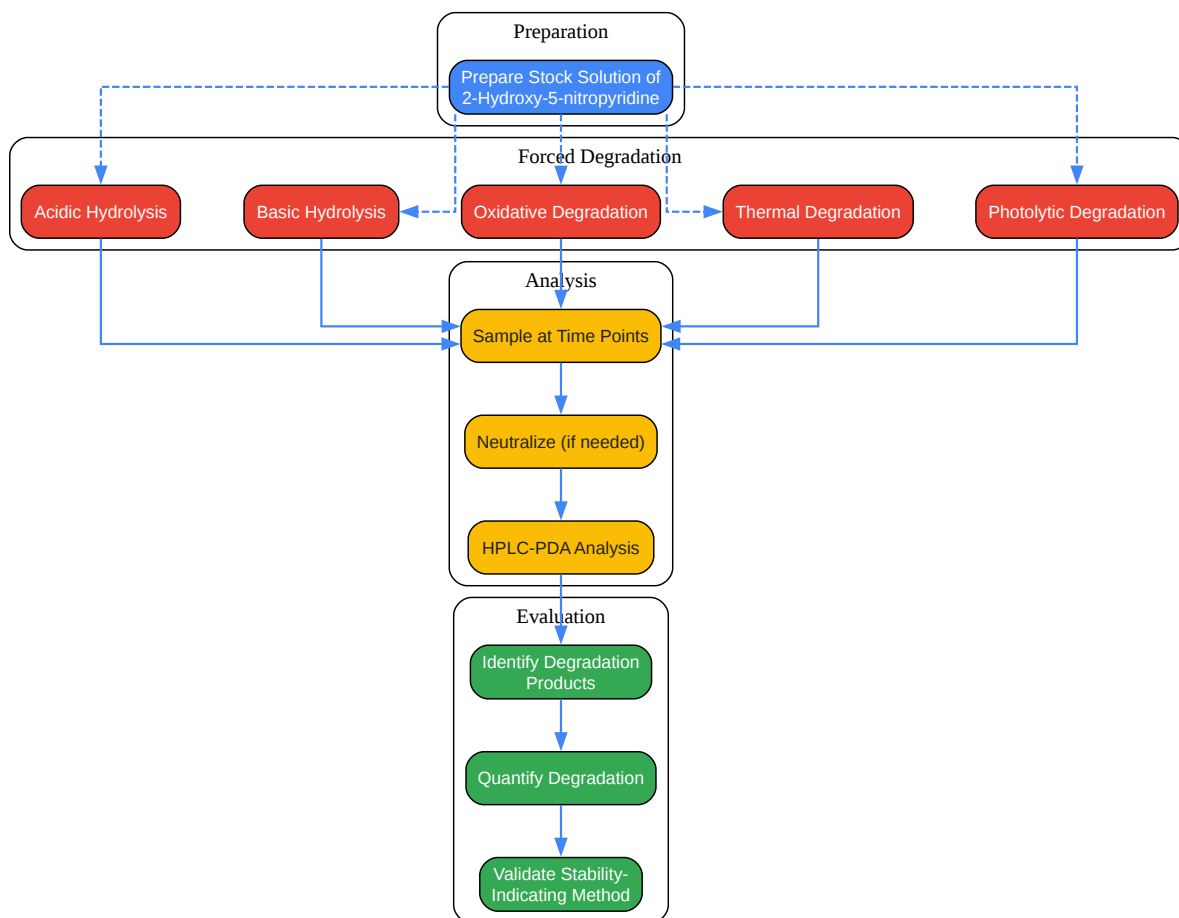 Preparation
Prepare Stock Solution of
2-Hydroxy-5-nitropyridine
Forced Degradation
Acidic Hydrolysis
Basic Hydrolysis
Oxidative Degradation
Thermal Degradation
Photolytic Degradation
Analysis
Sample at Time Points
Neutralize (if needed)
HPLC-PDA Analysis
Evaluation
Identify Degradation
Products
Quantify Degradation
Validate Stability-
Indicating Method